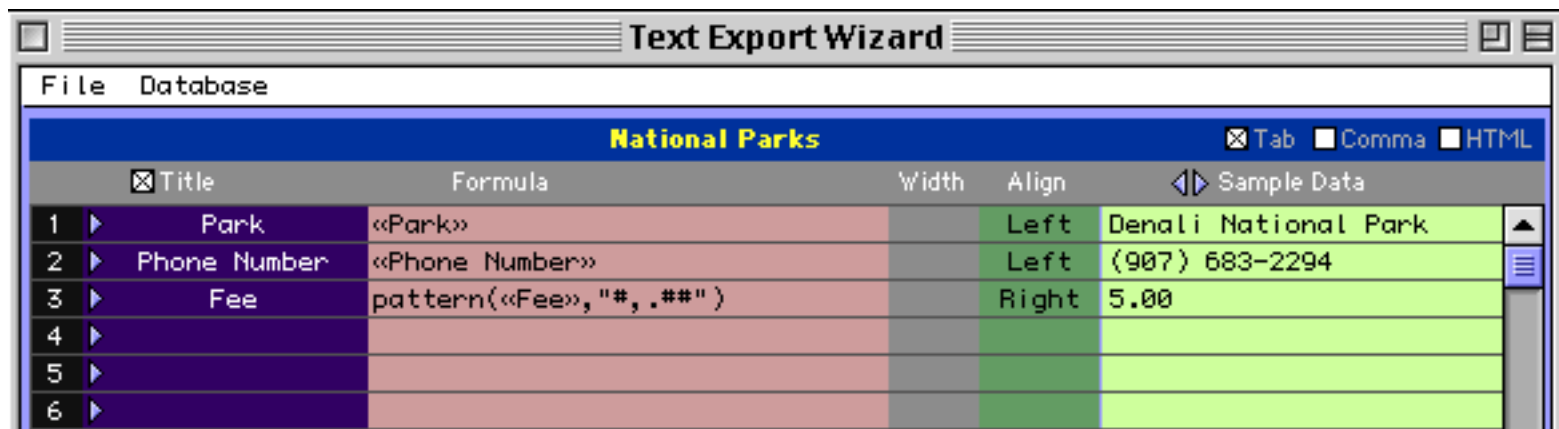 Text Export Wizard
File Database
National Parks Tab Comma HTML
Title Formula Width Align Sample Data
1 Park «Park» Left Denali National Park
2 Phone Number «Phone Number» Left (907) 683-2294
3 Fee pattern(«Fee»,"#,.##") Right 5.00
4
5
6